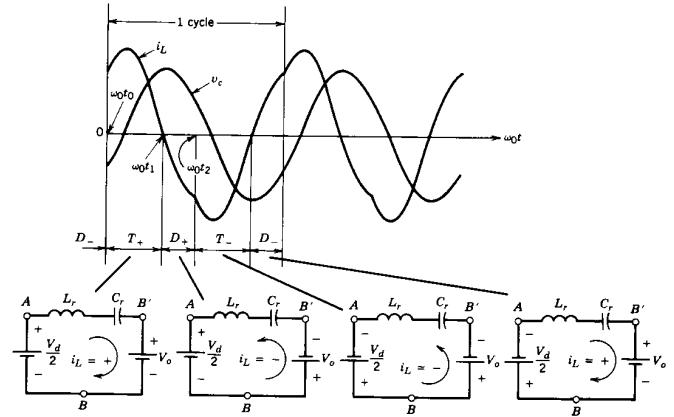 1 cycle
i_L
v_c
ω₀t₀
0
ω₀t
ω₀t₁
ω₀t₂
D₋ T₊ D₊ T₋ D₋
A L_r C_r B′ A L_r C_r B′ A L_r C_r B′ A L_r C_r B′
+ + + − − − − +
V_d/2 i_L = + V_o V_d/2 i_L = − V_o V_d/2 i_L = − V_o V_d/2 i_L = + V_o
− − − + + + + −
B B B B